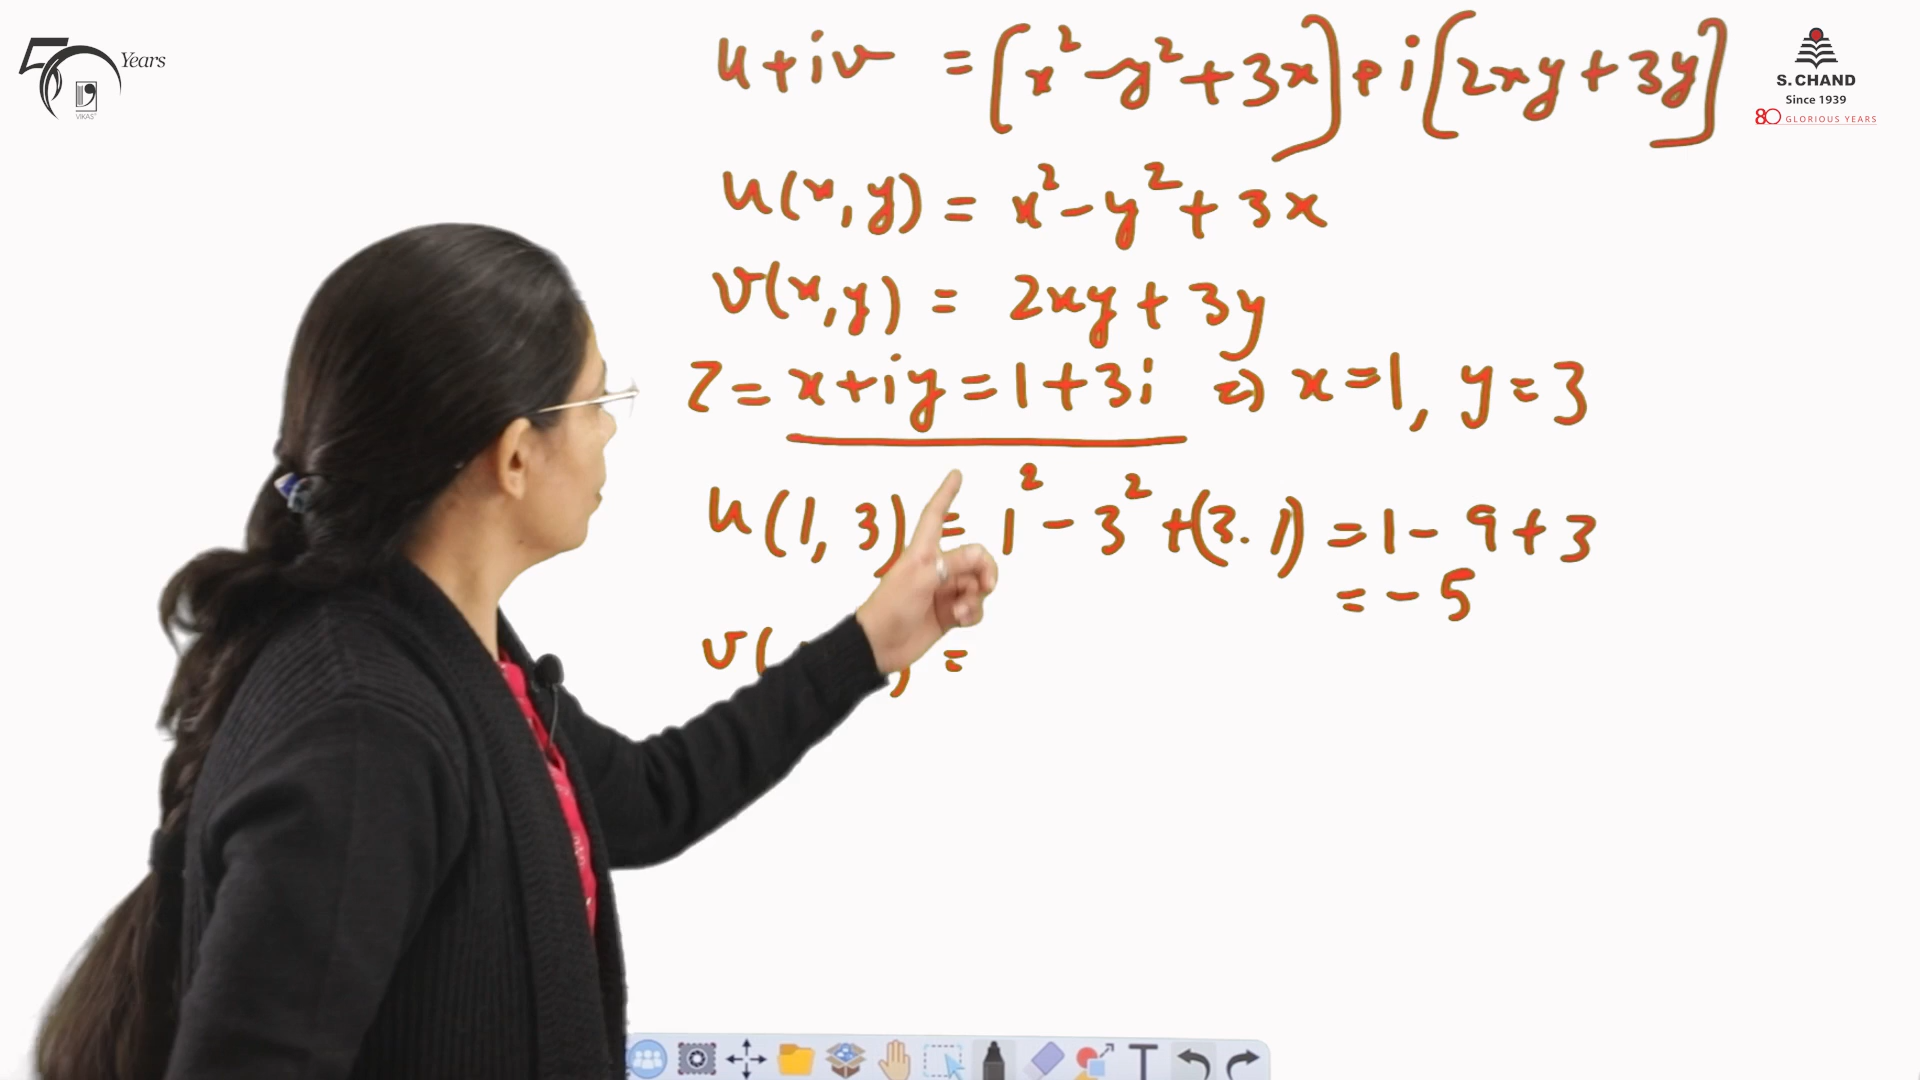 50 Years
VIKAS
S. CHAND
Since 1939
80 GLORIOUS YEARS
u+iv = [x²-y²+3x]+i[2xy+3y]
u(x,y) = x²-y²+3x
v(x,y) = 2xy+3y
z=x+iy=1+3i ⇒ x=1, y=3
u(1,3) = 1²-3²+(3.1) =1-9+3
=-5
v( ) =
T